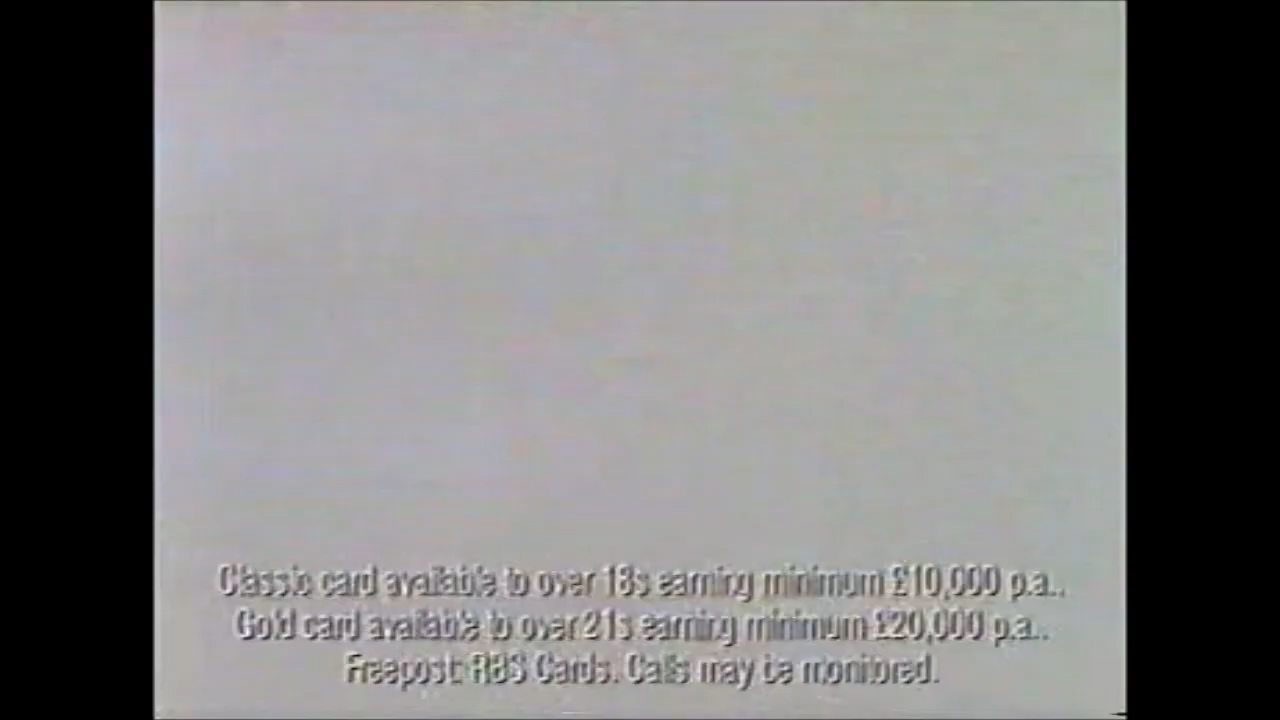 Classic card available to over 18s earning minimum £10,000 p.a..
Gold card available to over 21s earning minimum £20,000 p.a..
Freepost: RBS Cards. Calls may be monitored.